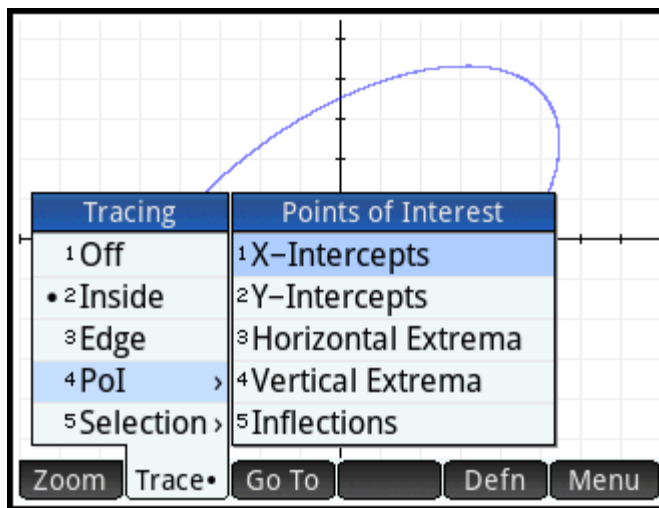 Tracing
1 Off
• 2 Inside
3 Edge
4 PoI ›
5 Selection ›
Points of Interest
1 X-Intercepts
2 Y-Intercepts
3 Horizontal Extrema
4 Vertical Extrema
5 Inflections
Zoom Trace• Go To Defn Menu